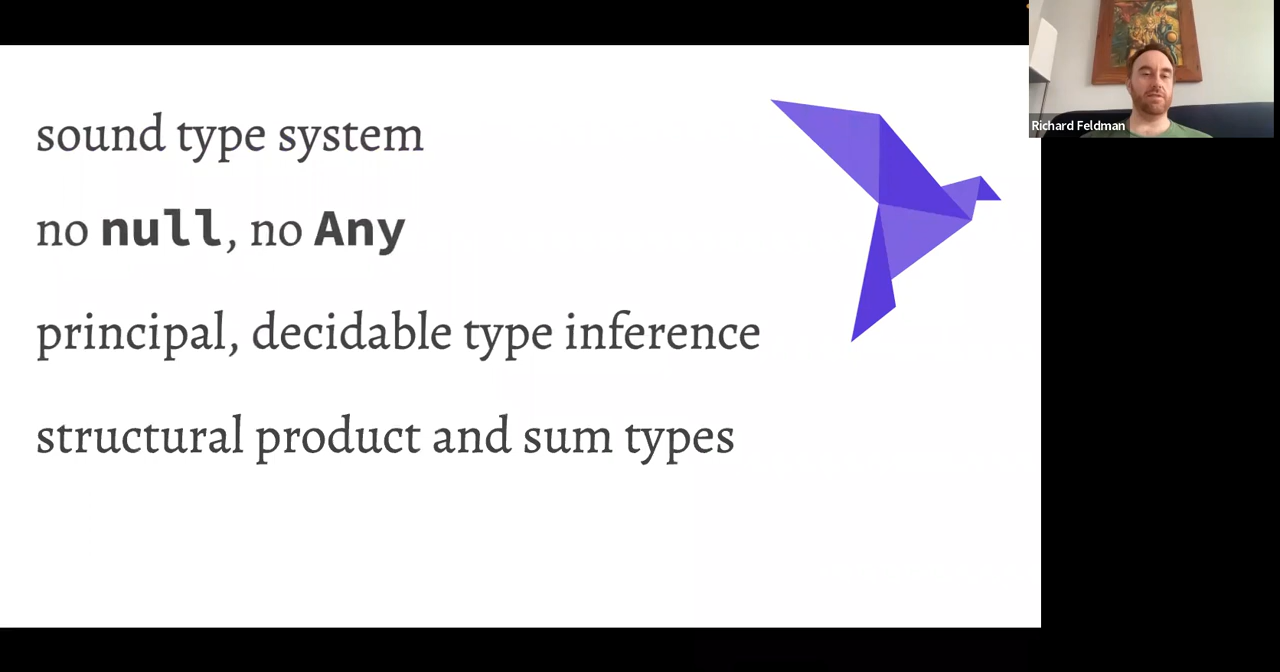 sound type system
no null, no Any
principal, decidable type inference
structural product and sum types
Richard Feldman